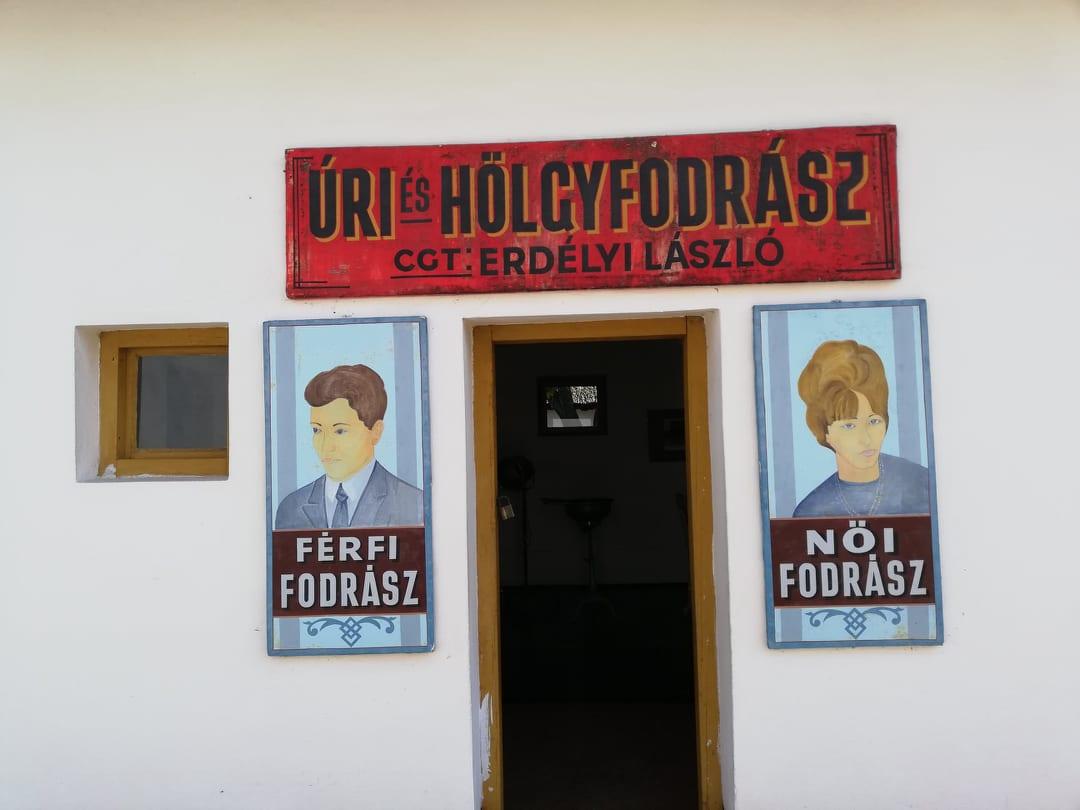 ÚRI ÉS HÖLGYFODRÁSZ
CGT: ERDÉLYI LÁSZLÓ
FÉRFI
FODRÁSZ
NŐI
FODRÁSZ